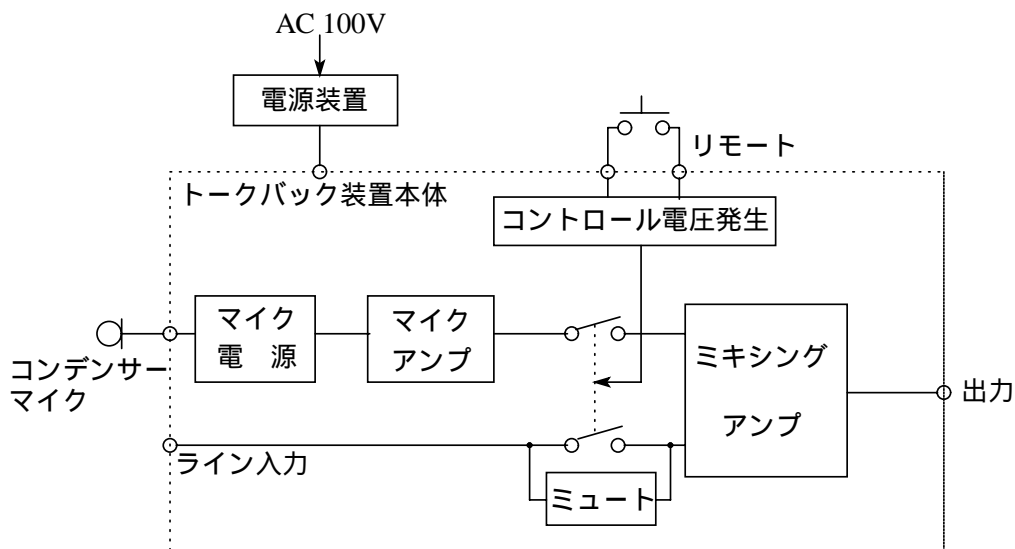 AC 100V
電源装置
リモート
トークバック装置本体
コントロール電圧発生
マイク
電　源
マイク
アンプ
ミキシング
アンプ
コンデンサー
マイク
出力
ライン入力
ミュート